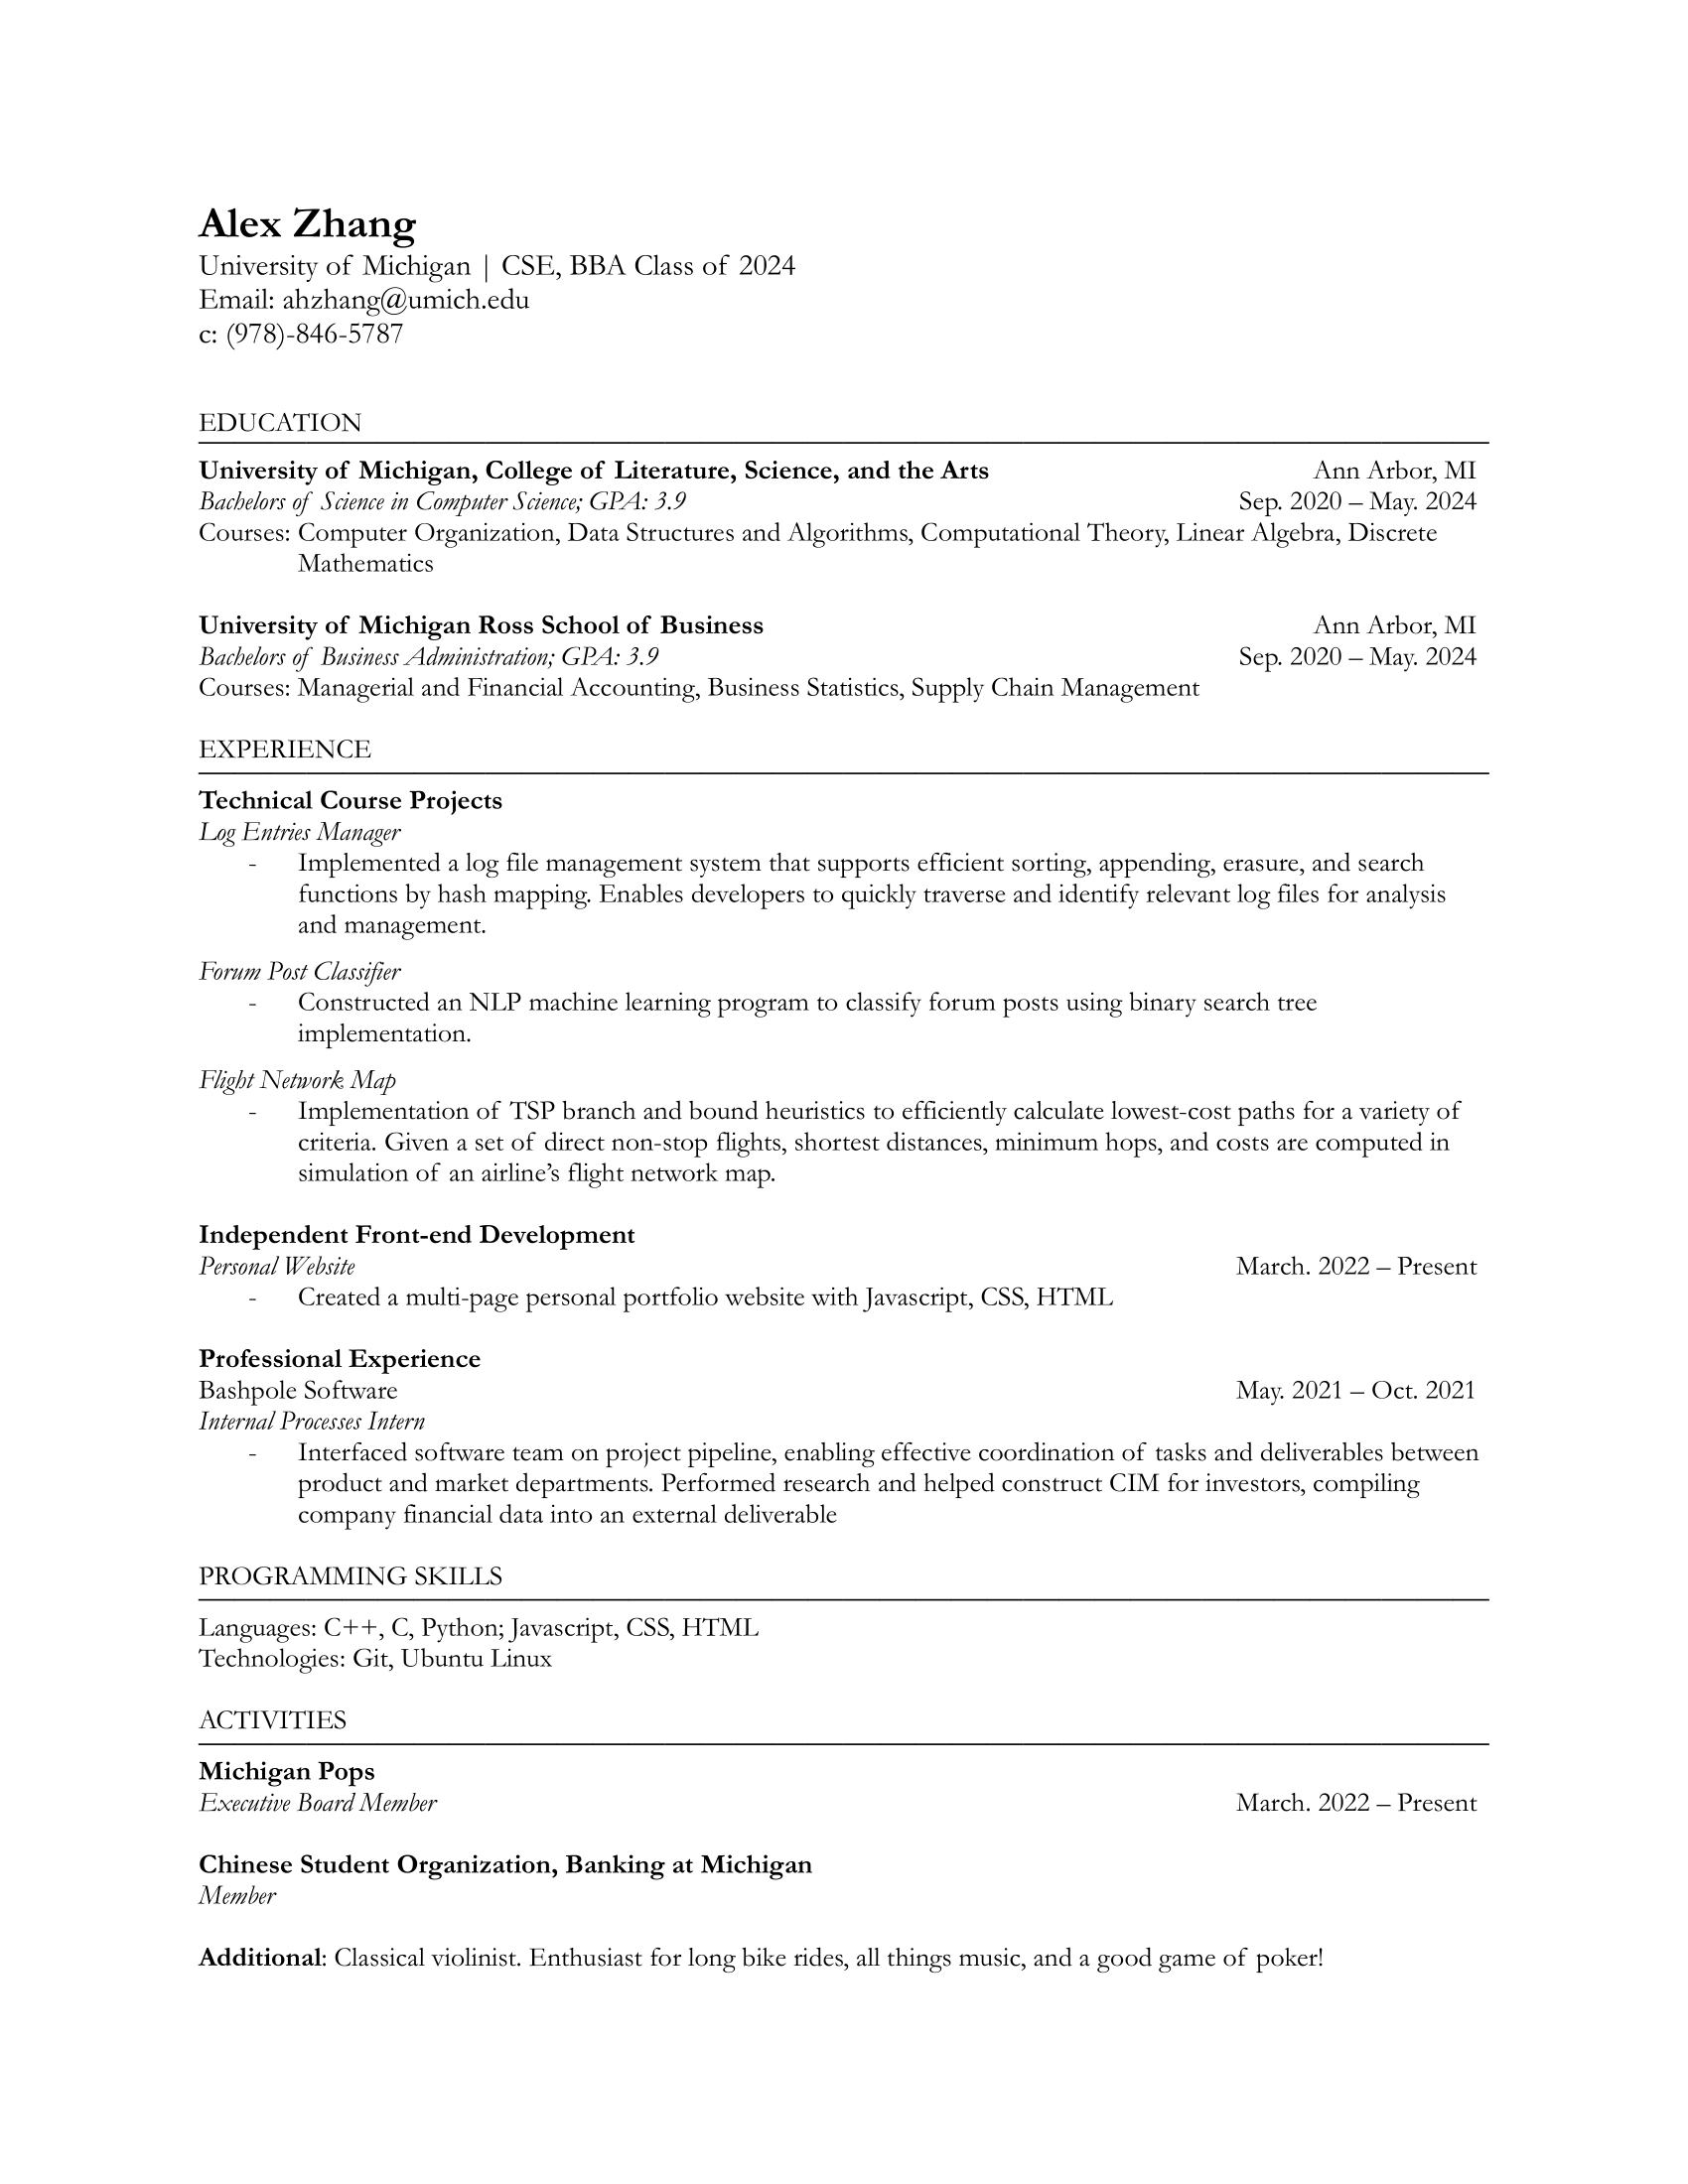 Alex Zhang
University of Michigan | CSE, BBA Class of 2024
Email: ahzhang@umich.edu
c: (978)-846-5787
EDUCATION
University of Michigan, College of Literature, Science, and the Arts Ann Arbor, MI
Bachelors of Science in Computer Science; GPA: 3.9 Sep. 2020 – May. 2024
Courses: Computer Organization, Data Structures and Algorithms, Computational Theory, Linear Algebra, Discrete
Mathematics
University of Michigan Ross School of Business Ann Arbor, MI
Bachelors of Business Administration; GPA: 3.9 Sep. 2020 – May. 2024
Courses: Managerial and Financial Accounting, Business Statistics, Supply Chain Management
EXPERIENCE
Technical Course Projects
Log Entries Manager
- Implemented a log file management system that supports efficient sorting, appending, erasure, and search
functions by hash mapping. Enables developers to quickly traverse and identify relevant log files for analysis
and management.
Forum Post Classifier
- Constructed an NLP machine learning program to classify forum posts using binary search tree
implementation.
Flight Network Map
- Implementation of TSP branch and bound heuristics to efficiently calculate lowest-cost paths for a variety of
criteria. Given a set of direct non-stop flights, shortest distances, minimum hops, and costs are computed in
simulation of an airline’s flight network map.
Independent Front-end Development
Personal Website March. 2022 – Present
- Created a multi-page personal portfolio website with Javascript, CSS, HTML
Professional Experience
Bashpole Software May. 2021 – Oct. 2021
Internal Processes Intern
- Interfaced software team on project pipeline, enabling effective coordination of tasks and deliverables between
product and market departments. Performed research and helped construct CIM for investors, compiling
company financial data into an external deliverable
PROGRAMMING SKILLS
Languages: C++, C, Python; Javascript, CSS, HTML
Technologies: Git, Ubuntu Linux
ACTIVITIES
Michigan Pops
Executive Board Member March. 2022 – Present
Chinese Student Organization, Banking at Michigan
Member
Additional: Classical violinist. Enthusiast for long bike rides, all things music, and a good game of poker!